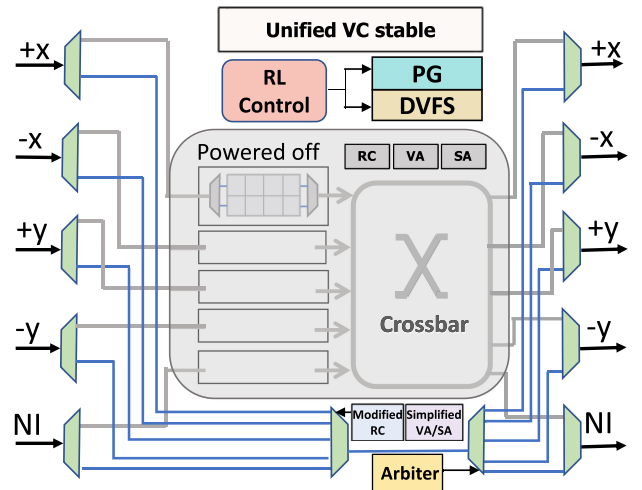 Unified VC stable
+x
RL
Control
PG
DVFS
+x
-x
Powered off
RC
VA
SA
-x
+y
+y
Crossbar
-y
-y
NI
Modified
RC
Simplified
VA/SA
NI
Arbiter